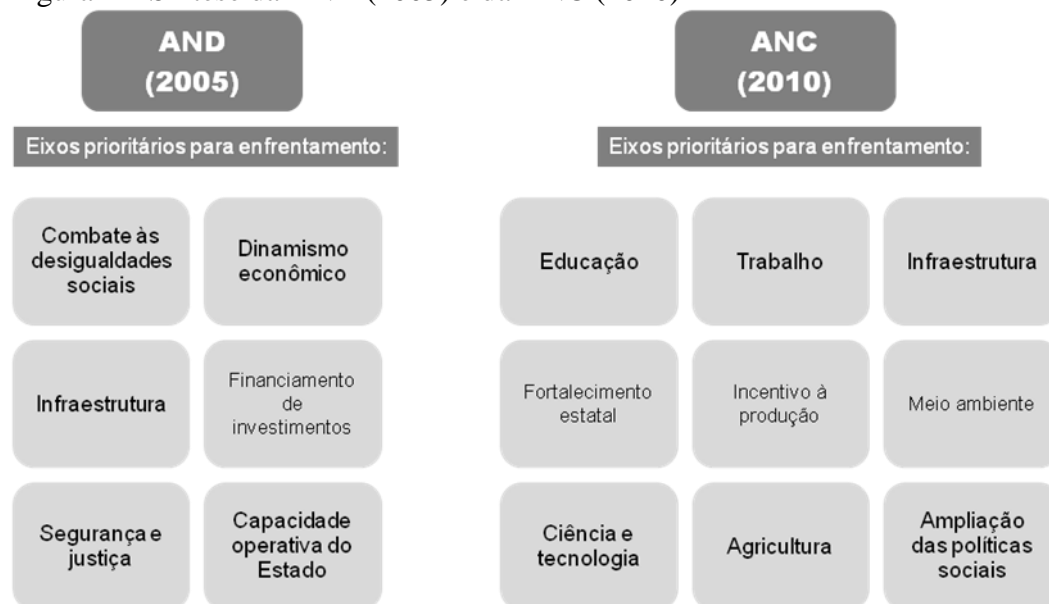 AND
(2005)
Eixos prioritários para enfrentamento:
Combate às
desigualdades
sociais
Dinamismo
econômico
Infraestrutura
Financiamento
de
investimentos
Segurança e
justiça
Capacidade
operativa do
Estado
ANC
(2010)
Eixos prioritários para enfrentamento:
Educação
Trabalho
Infraestrutura
Fortalecimento
estatal
Incentivo à
produção
Meio ambiente
Ciência e
tecnologia
Agricultura
Ampliação
das políticas
sociais